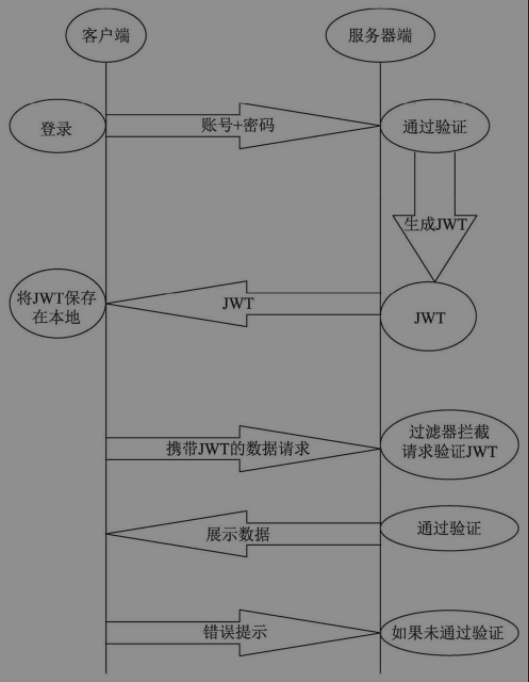 客户端
服务器端
登录
账号+密码
通过验证
生成JWT
将JWT保存
在本地
JWT
JWT
携带JWT的数据请求
过滤器拦截
请求验证JWT
展示数据
通过验证
错误提示
如果未通过验证